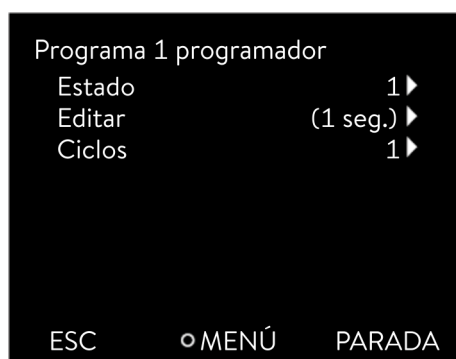 Programa 1 programador
Estado 1
Editar (1 seg.)
Ciclos 1
ESC MENÚ PARADA